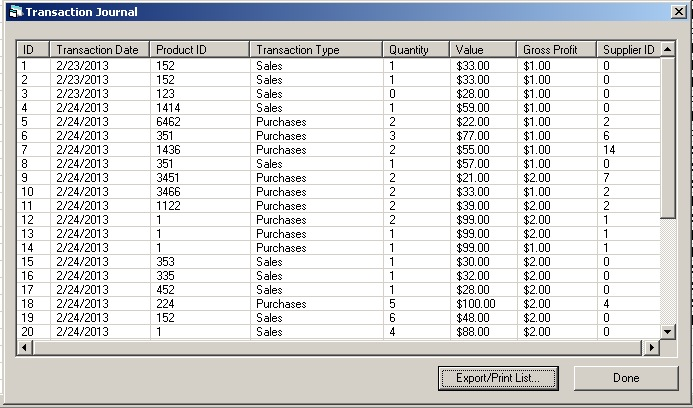 Transaction Journal
ID Transaction Date Product ID Transaction Type Quantity Value Gross Profit Supplier ID
1 2/23/2013 152 Sales 1 $33.00 $1.00 0
2 2/23/2013 152 Sales 1 $33.00 $1.00 0
3 2/23/2013 123 Sales 0 $28.00 $1.00 0
4 2/24/2013 1414 Sales 1 $59.00 $1.00 0
5 2/24/2013 6462 Purchases 2 $22.00 $1.00 2
6 2/24/2013 351 Purchases 3 $77.00 $1.00 6
7 2/24/2013 1436 Purchases 2 $55.00 $1.00 14
8 2/24/2013 351 Sales 1 $57.00 $1.00 0
9 2/24/2013 3451 Purchases 2 $21.00 $2.00 7
10 2/24/2013 3466 Purchases 2 $33.00 $1.00 2
11 2/24/2013 1122 Purchases 2 $39.00 $2.00 2
12 2/24/2013 1 Purchases 2 $99.00 $2.00 1
13 2/24/2013 1 Purchases 1 $99.00 $2.00 1
14 2/24/2013 1 Purchases 1 $99.00 $1.00 1
15 2/24/2013 353 Sales 1 $30.00 $2.00 0
16 2/24/2013 335 Sales 1 $32.00 $2.00 0
17 2/24/2013 452 Sales 1 $28.00 $2.00 0
18 2/24/2013 224 Purchases 5 $100.00 $2.00 4
19 2/24/2013 152 Sales 6 $48.00 $2.00 0
20 2/24/2013 1 Sales 4 $88.00 $2.00 0
Export/Print List... Done